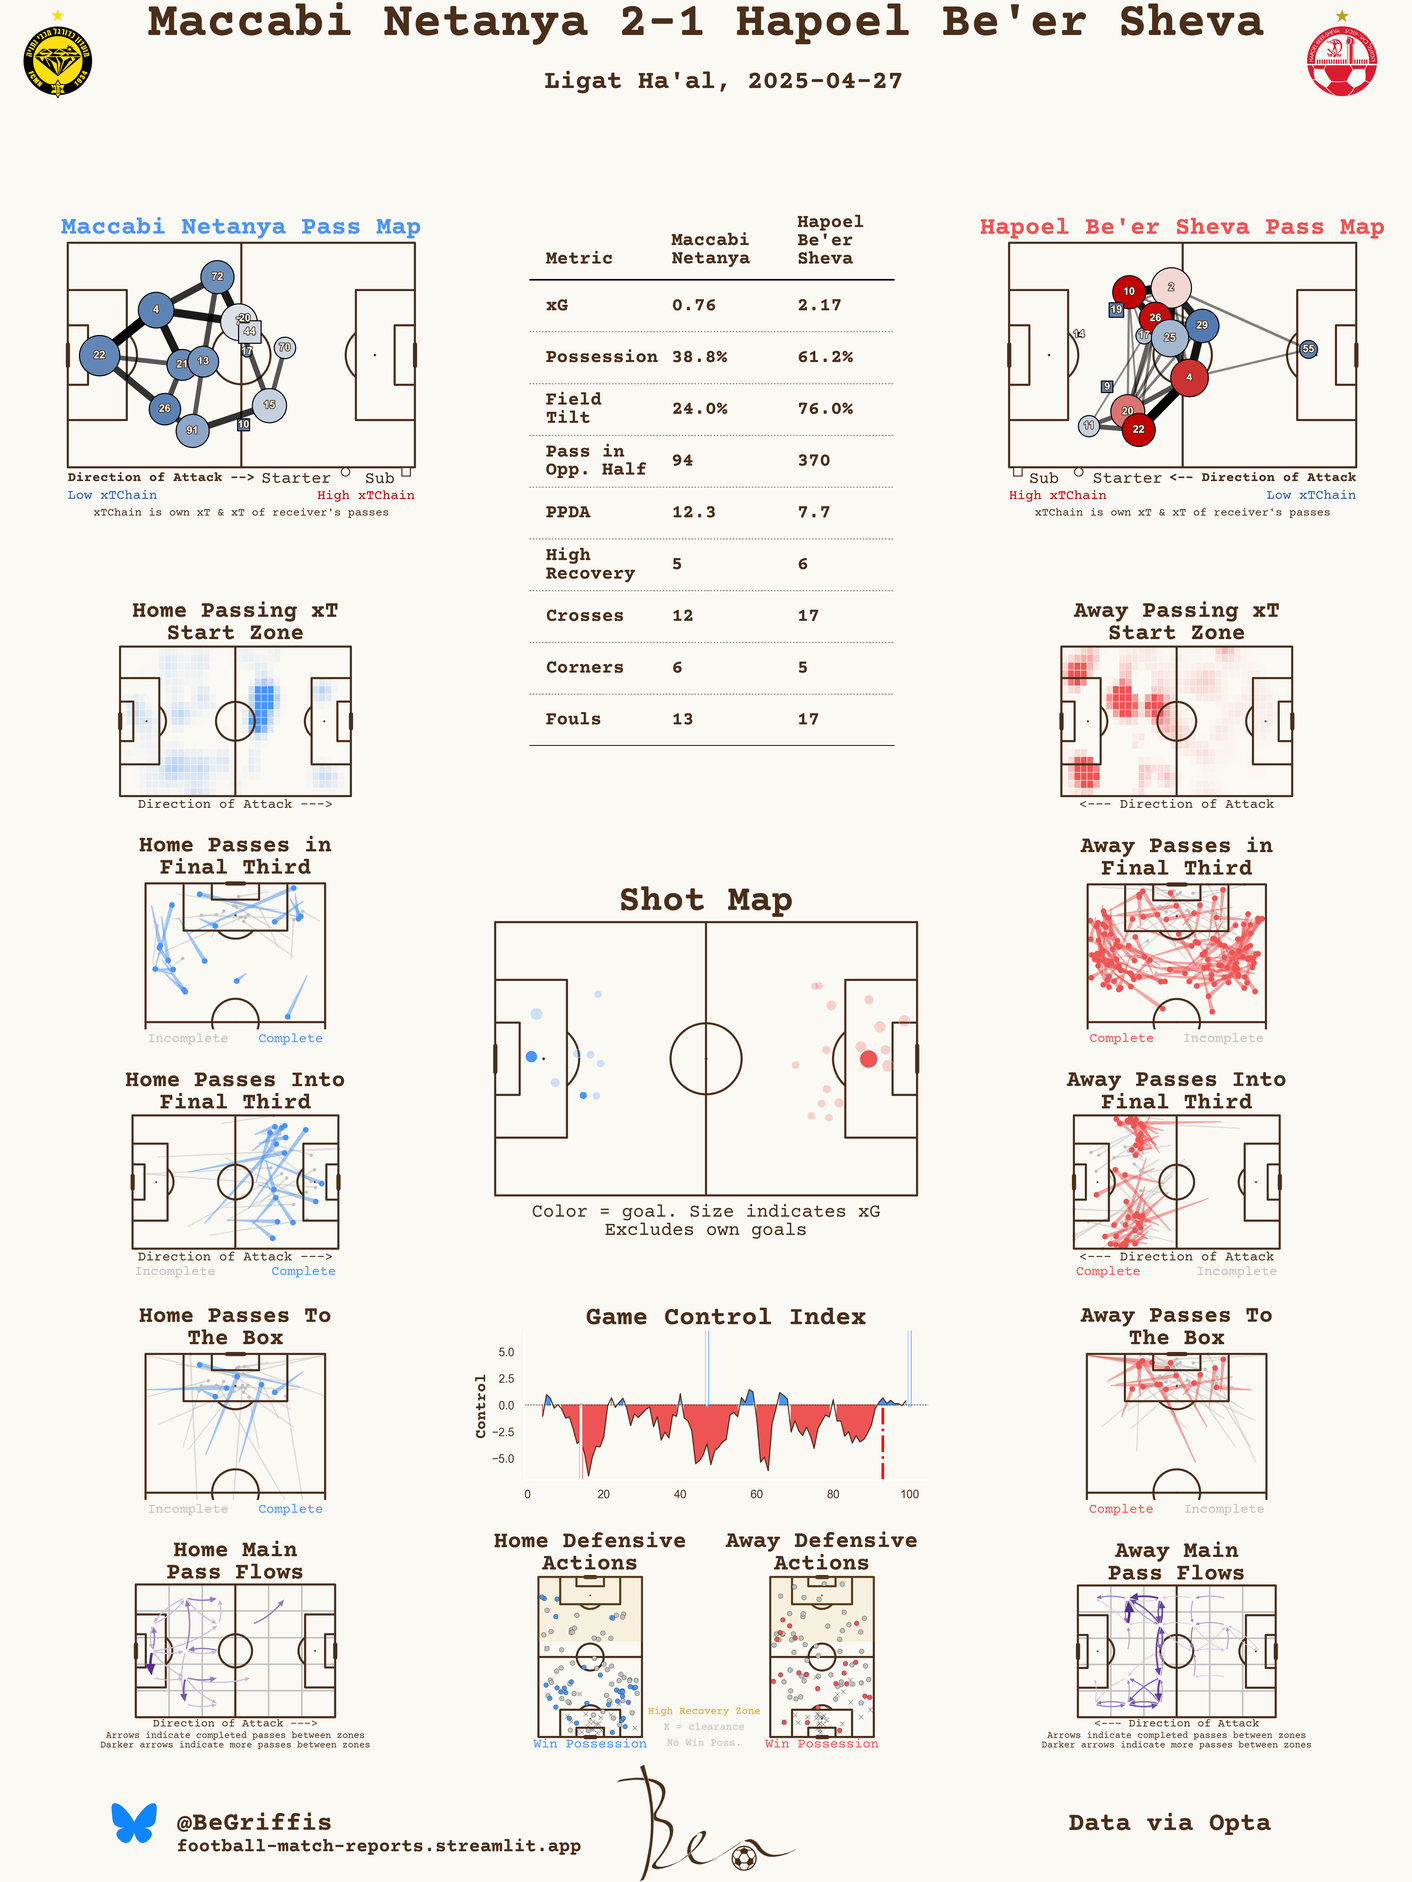 Maccabi Netanya 2-1 Hapoel Be'er Sheva
Ligat Ha'al, 2025-04-27
Maccabi Netanya Pass Map
72
4
20
44
17
70
22
21
13
26
15
91
10
Direction of Attack --> Starter Sub
Low xTChain High xTChain
xTChain is own xT & xT of receiver's passes
Metric Maccabi Netanya Hapoel Be'er Sheva
xG 0.76 2.17
Possession 38.8% 61.2%
Field Tilt 24.0% 76.0%
Pass in Opp. Half 94 370
PPDA 12.3 7.7
High Recovery 5 6
Crosses 12 17
Corners 6 5
Fouls 13 17
Hapoel Be'er Sheva Pass Map
10
2
19
26
29
14
17
25
55
4
9
20
11
22
Sub Starter <-- Direction of Attack
High xTChain Low xTChain
xTChain is own xT & xT of receiver's passes
Home Passing xT
Start Zone
Direction of Attack --->
Away Passing xT
Start Zone
<--- Direction of Attack
Home Passes in
Final Third
Incomplete Complete
Away Passes in
Final Third
Complete Incomplete
Shot Map
Color = goal. Size indicates xG
Excludes own goals
Home Passes Into
Final Third
Direction of Attack --->
Incomplete Complete
Away Passes Into
Final Third
<--- Direction of Attack
Complete Incomplete
Home Passes To
The Box
Incomplete Complete
Game Control Index
Control
5.0
2.5
0.0
−2.5
−5.0
0 20 40 60 80 100
Away Passes To
The Box
Complete Incomplete
Home Main
Pass Flows
Direction of Attack --->
Arrows indicate completed passes between zones
Darker arrows indicate more passes between zones
Home Defensive
Actions
Win Possession
Away Defensive
Actions
Win Possession
High Recovery Zone
X = clearance
No Win Poss.
Away Main
Pass Flows
<--- Direction of Attack
Arrows indicate completed passes between zones
Darker arrows indicate more passes between zones
@BeGriffis
football-match-reports.streamlit.app
Ben
Data via Opta